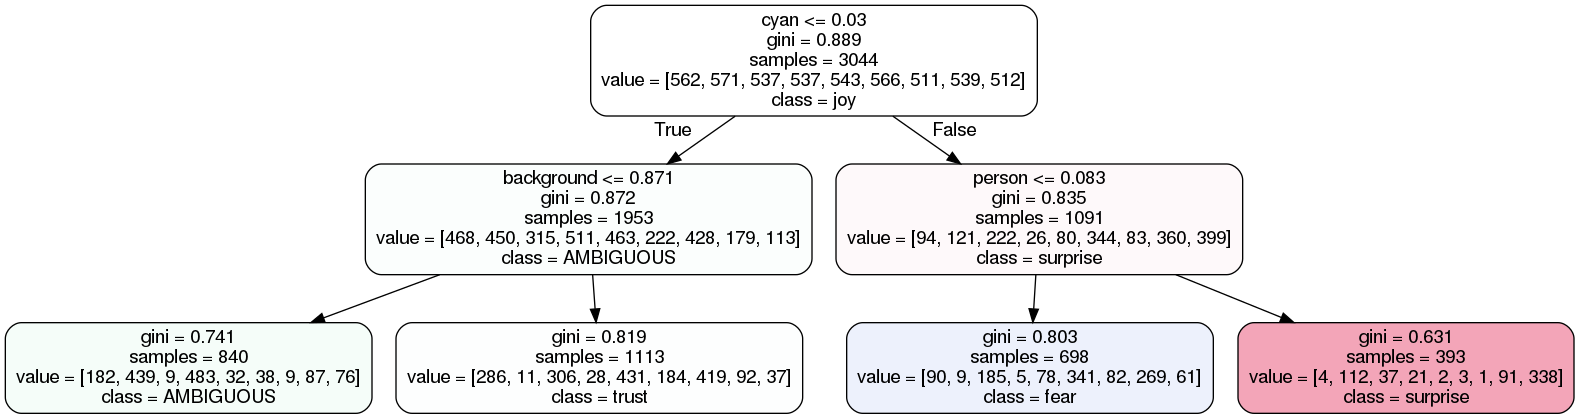 cyan <= 0.03
gini = 0.889
samples = 3044
value = [562, 571, 537, 537, 543, 566, 511, 539, 512]
class = joy
True
False
background <= 0.871
gini = 0.872
samples = 1953
value = [468, 450, 315, 511, 463, 222, 428, 179, 113]
class = AMBIGUOUS
person <= 0.083
gini = 0.835
samples = 1091
value = [94, 121, 222, 26, 80, 344, 83, 360, 399]
class = surprise
gini = 0.741
samples = 840
value = [182, 439, 9, 483, 32, 38, 9, 87, 76]
class = AMBIGUOUS
gini = 0.819
samples = 1113
value = [286, 11, 306, 28, 431, 184, 419, 92, 37]
class = trust
gini = 0.803
samples = 698
value = [90, 9, 185, 5, 78, 341, 82, 269, 61]
class = fear
gini = 0.631
samples = 393
value = [4, 112, 37, 21, 2, 3, 1, 91, 338]
class = surprise